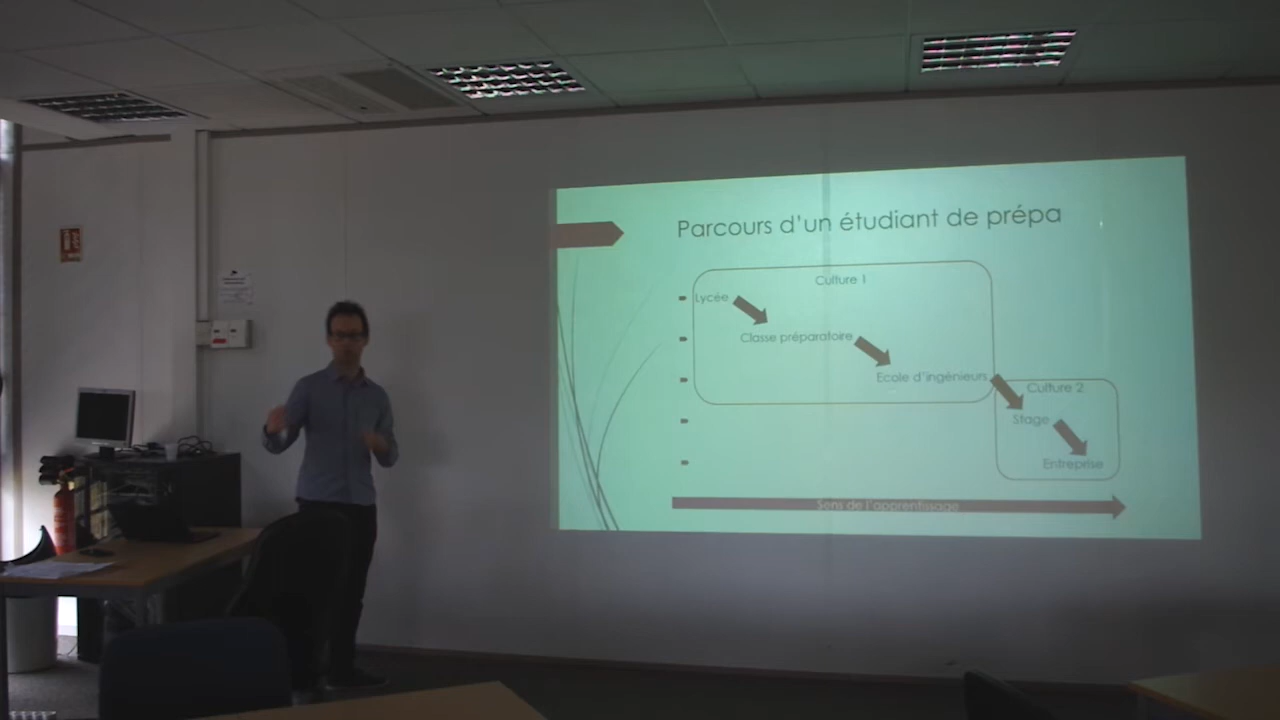 Parcours d'un étudiant de prépa
Culture 1
Lycée
Classe préparatoire
Ecole d'ingénieurs
Culture 2
Stage
Entreprise
Sens de l'apprentissage